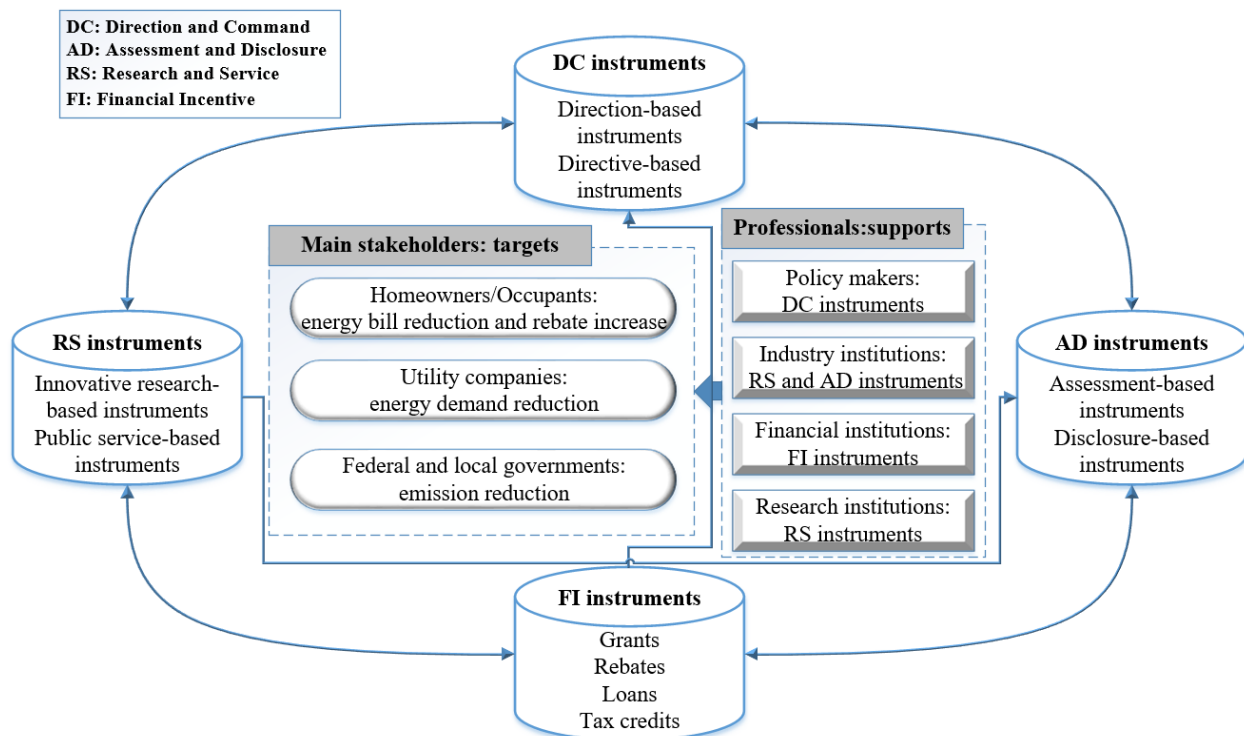 DC: Direction and Command
AD: Assessment and Disclosure
RS: Research and Service
FI: Financial Incentive
DC instruments
Direction-based
instruments
Directive-based
instruments
Main stakeholders: targets
Homeowners/Occupants:
energy bill reduction and rebate increase
Utility companies:
energy demand reduction
Federal and local governments:
emission reduction
Professionals:supports
Policy makers:
DC instruments
Industry institutions:
RS and AD instruments
Financial institutions:
FI instruments
Research institutions:
RS instruments
RS instruments
Innovative research-
based instruments
Public service-based
instruments
AD instruments
Assessment-based
instruments
Disclosure-based
instruments
FI instruments
Grants
Rebates
Loans
Tax credits